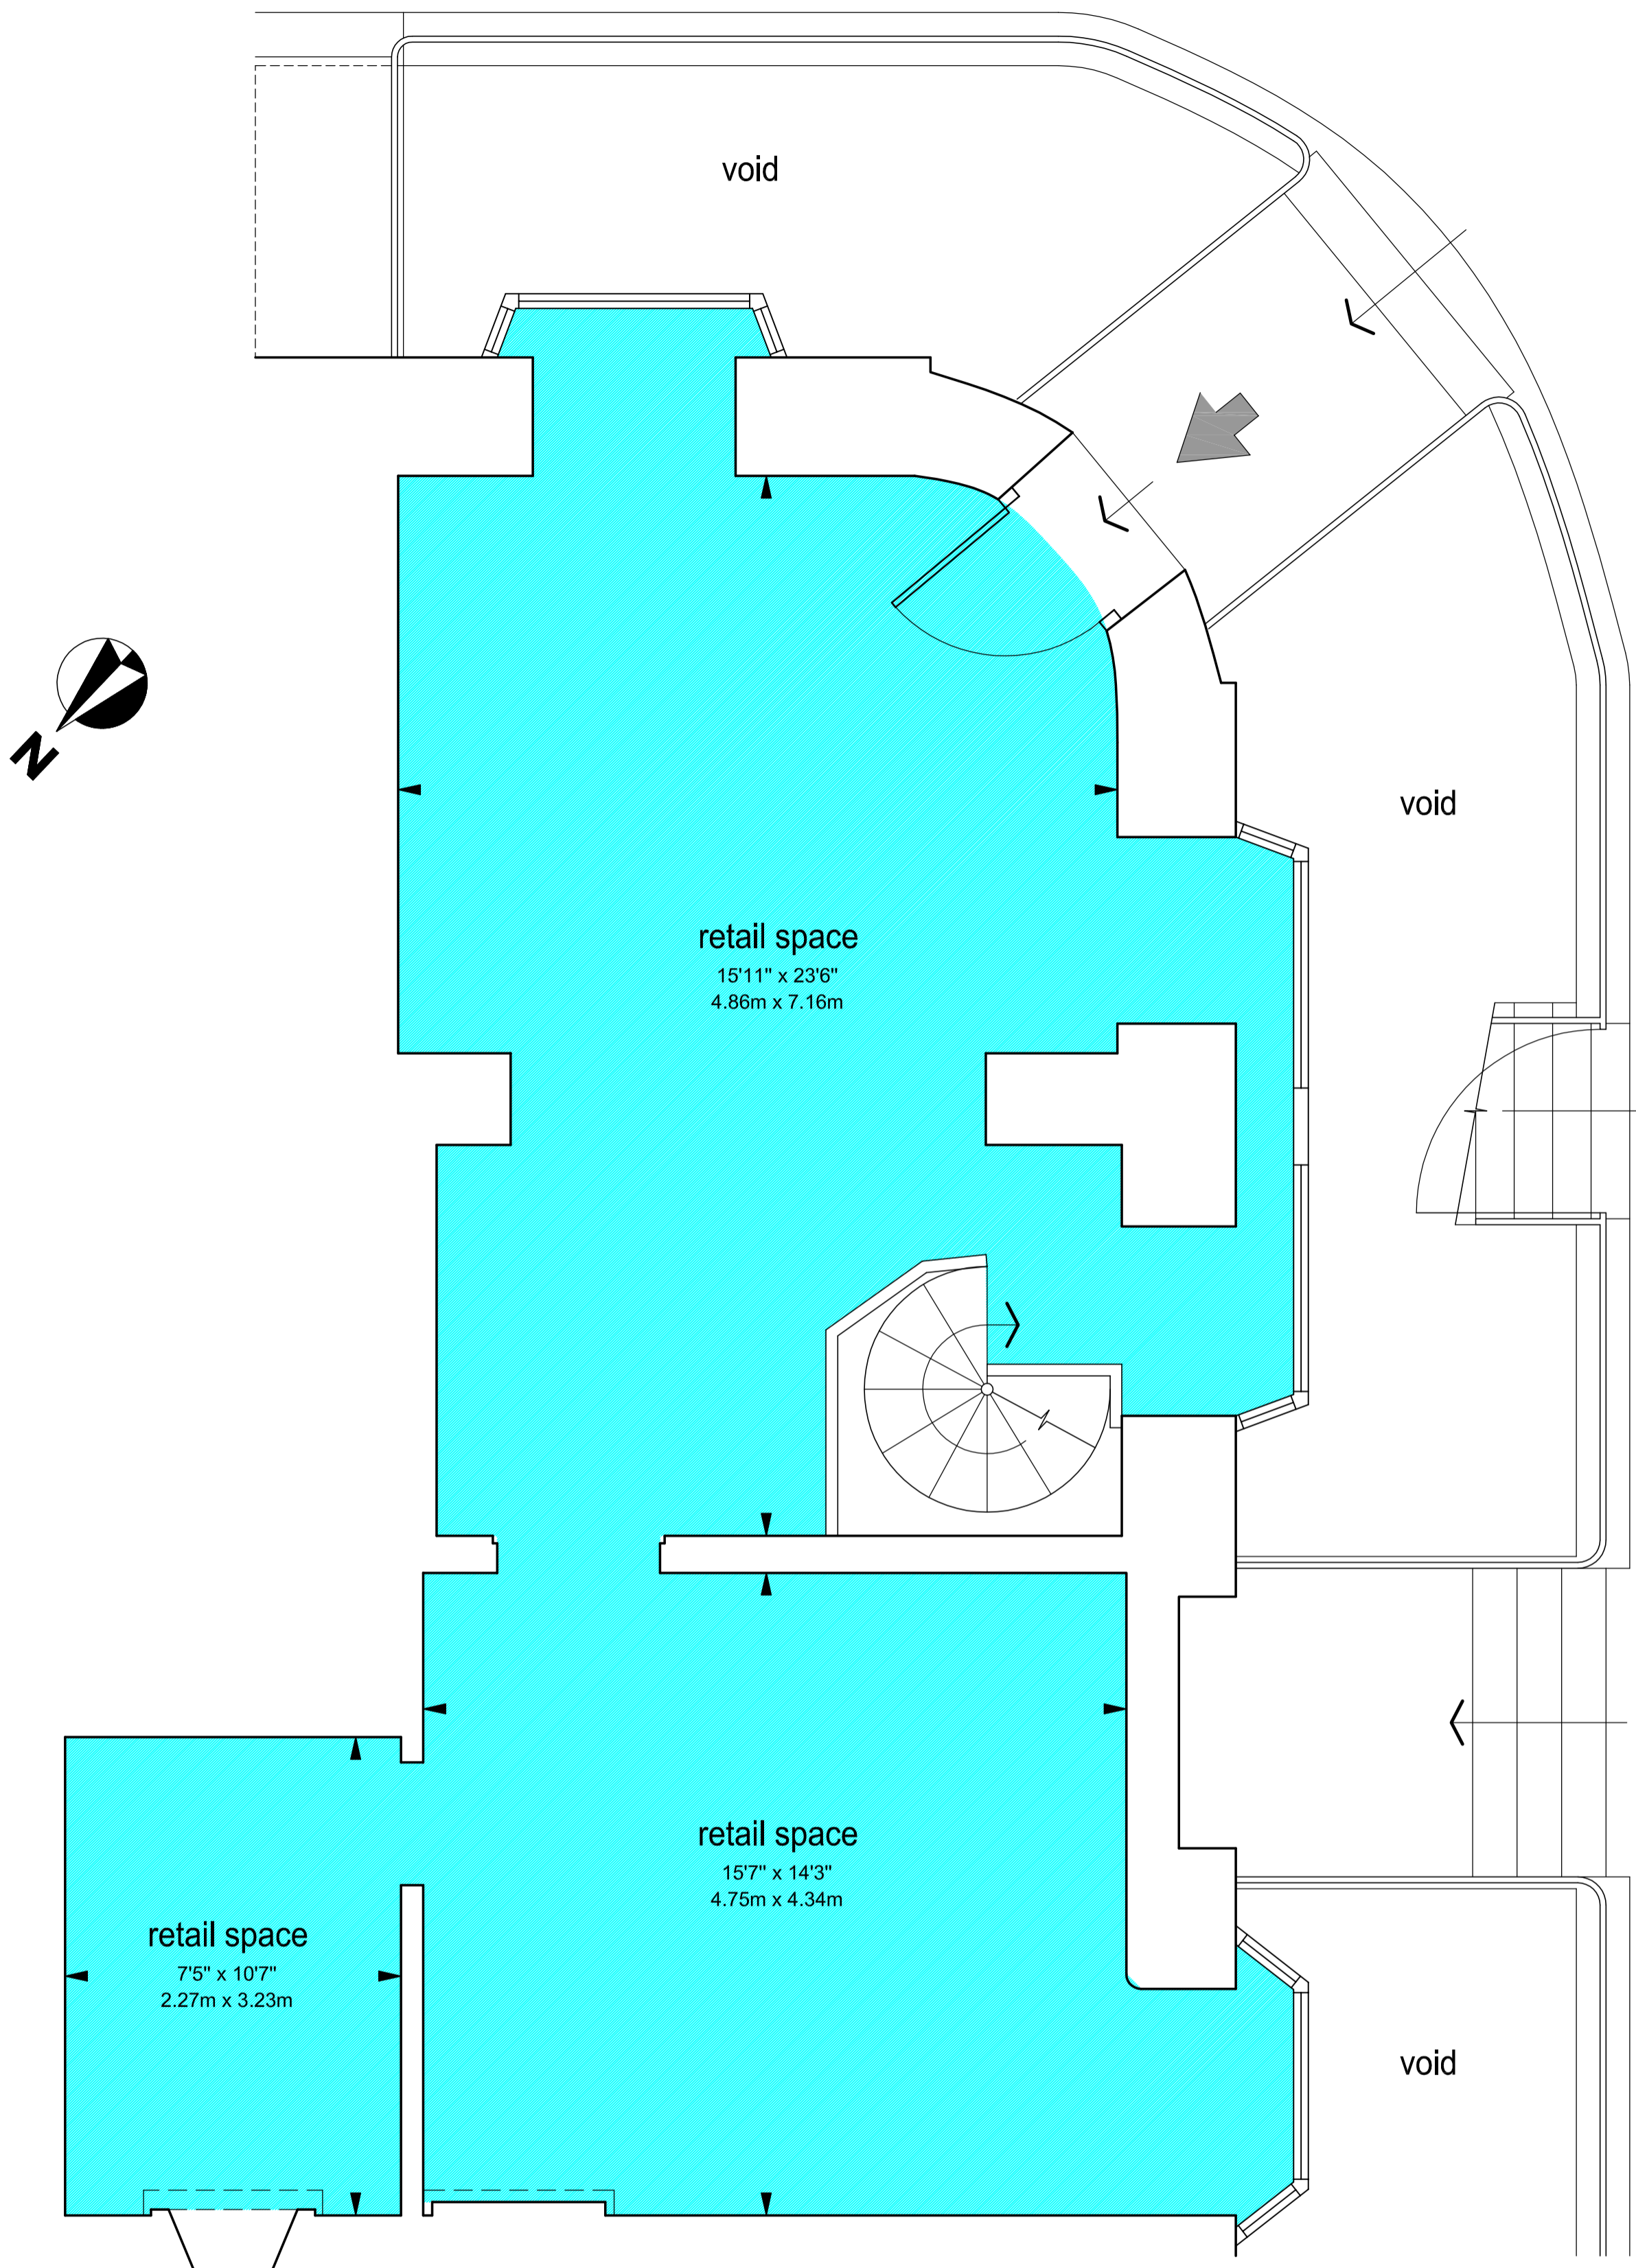 void
N
void
retail space
15'11" x 23'6"
4.86m x 7.16m
retail space
15'7" x 14'3"
4.75m x 4.34m
retail space
7'5" x 10'7"
2.27m x 3.23m
void